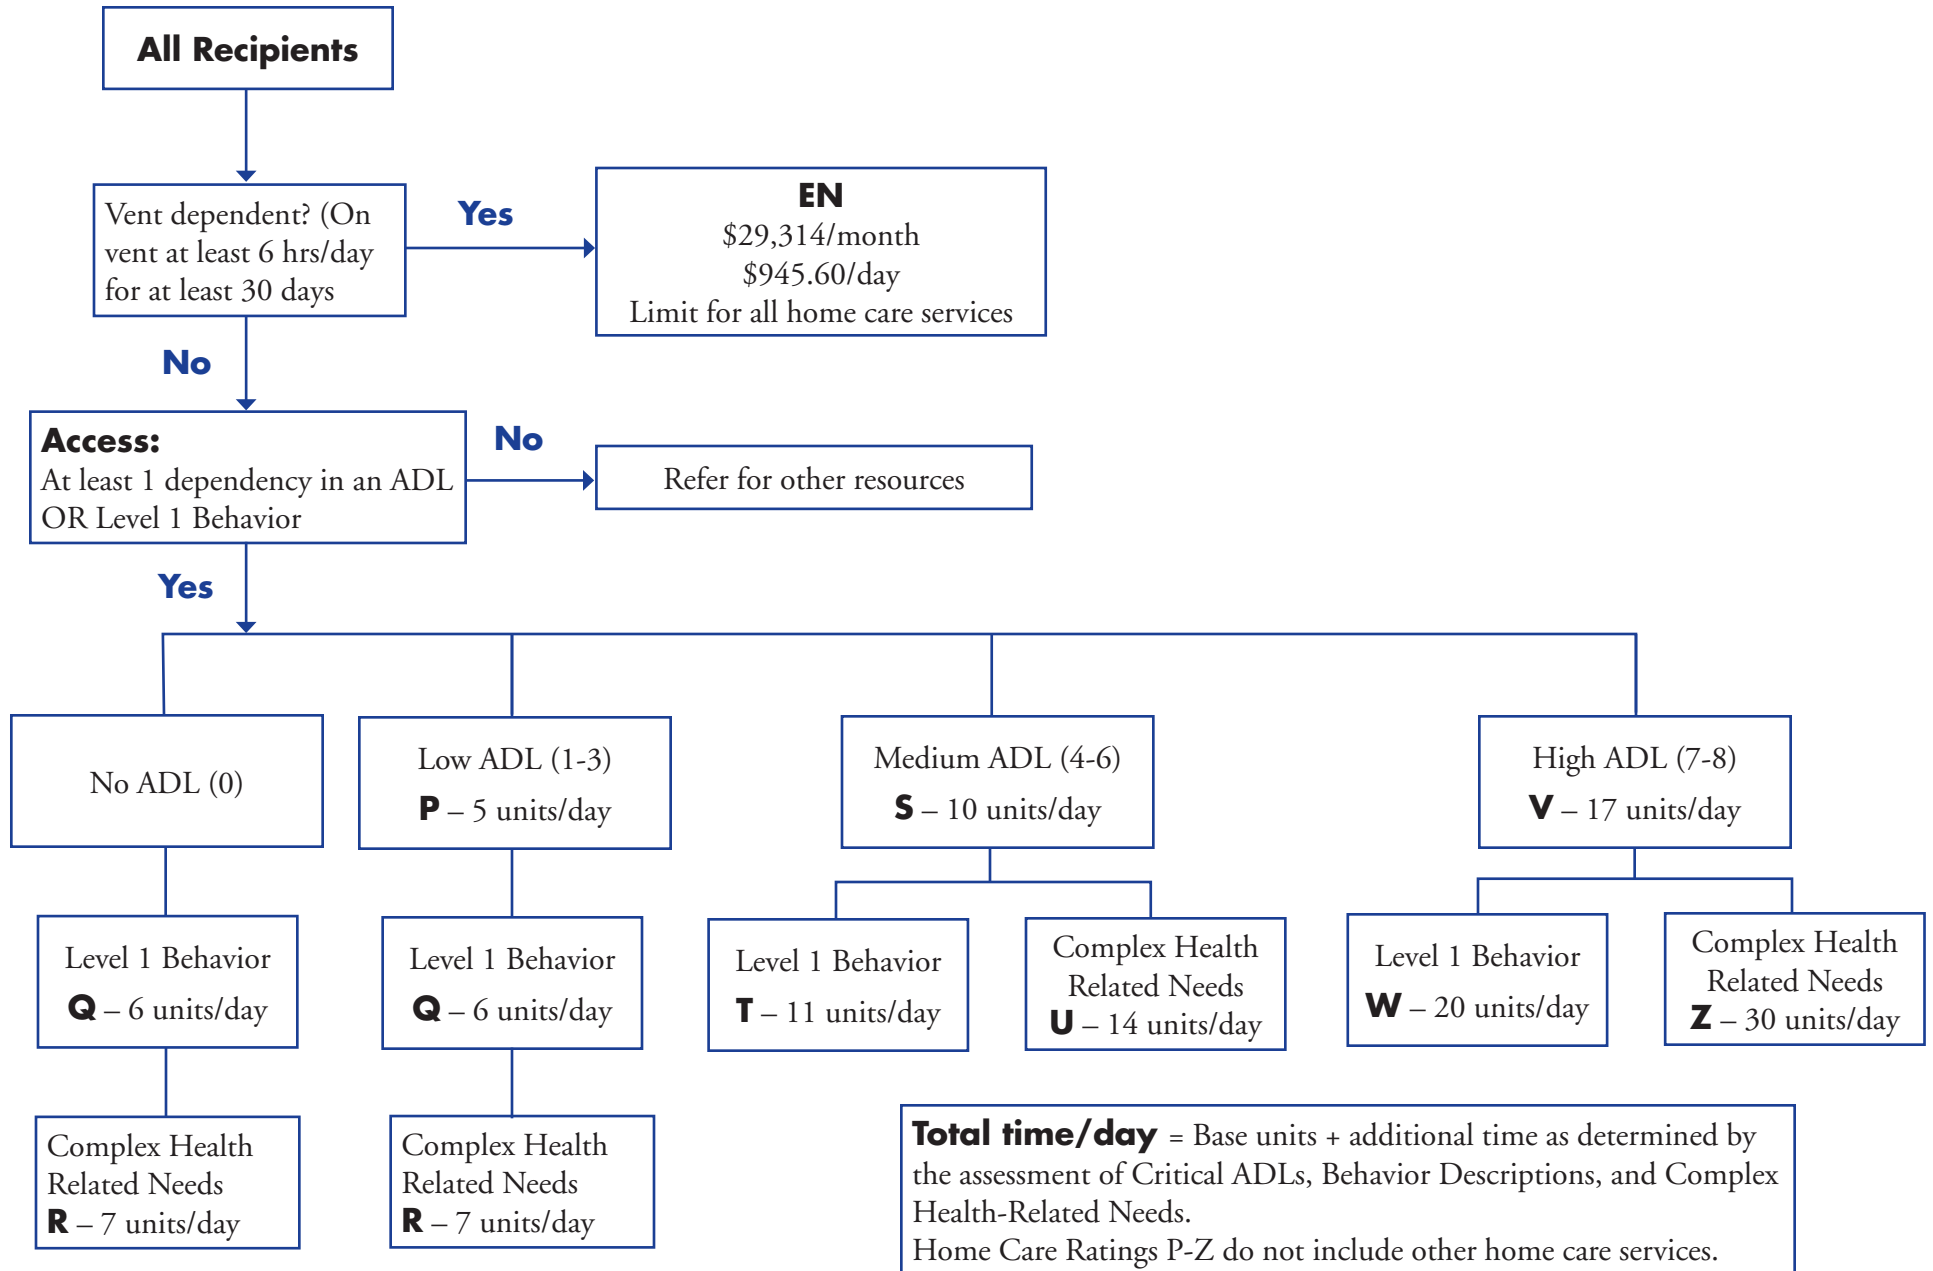 All Recipients
Vent dependent? (On
vent at least 6 hrs/day
for at least 30 days
Yes
EN
$29,314/month
$945.60/day
Limit for all home care services
No
Access:
At least 1 dependency in an ADL
OR Level 1 Behavior
No
Refer for other resources
Yes
No ADL (0)
Low ADL (1-3)
P – 5 units/day
Medium ADL (4-6)
S – 10 units/day
High ADL (7-8)
V – 17 units/day
Level 1 Behavior
Q – 6 units/day
Level 1 Behavior
Q – 6 units/day
Level 1 Behavior
T – 11 units/day
Complex Health
Related Needs
U – 14 units/day
Level 1 Behavior
W – 20 units/day
Complex Health
Related Needs
Z – 30 units/day
Complex Health
Related Needs
R – 7 units/day
Complex Health
Related Needs
R – 7 units/day
Total time/day = Base units + additional time as determined by
the assessment of Critical ADLs, Behavior Descriptions, and Complex
Health-Related Needs.
Home Care Ratings P-Z do not include other home care services.